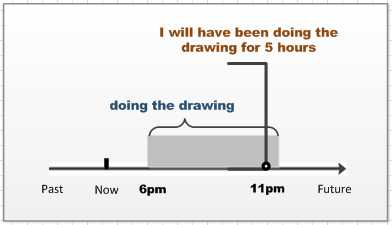 I will have been doing the
drawing for 5 hours
doing the drawing
Past
Now
6pm
11pm
Future